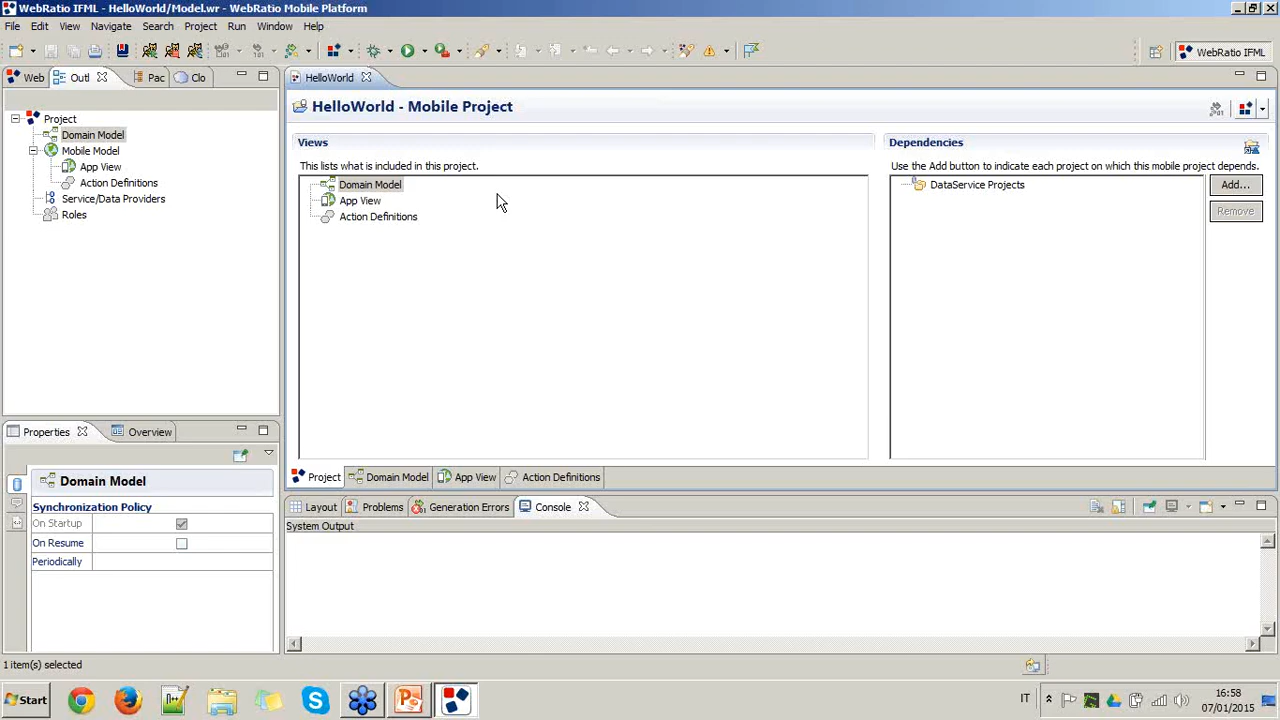 WebRatio IFML - HelloWorld/Model.wr - WebRatio Mobile Platform
File Edit View Navigate Search Project Run Window Help
WebRatio IFML
Web Outl Pac Clo
HelloWorld
HelloWorld - Mobile Project
Project
Domain Model
Mobile Model
App View
Action Definitions
Service/Data Providers
Roles
Views
This lists what is included in this project.
Domain Model
App View
Action Definitions
Dependencies
Use the Add button to indicate each project on which this mobile project depends.
DataService Projects
Add...
Remove
Project Domain Model App View Action Definitions
Properties Overview
Domain Model
Synchronization Policy
On Startup
On Resume
Periodically
Layout Problems Generation Errors Console
System Output
1 item(s) selected
Start
IT
16:58
07/01/2015